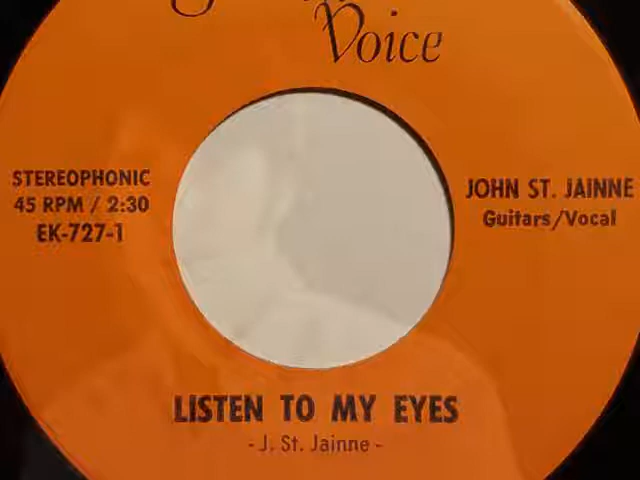 Voice
STEREOPHONIC
45 RPM / 2:30
EK-727-1
JOHN ST. JAINNE
Guitars/Vocal
LISTEN TO MY EYES
- J. St. Jainne -